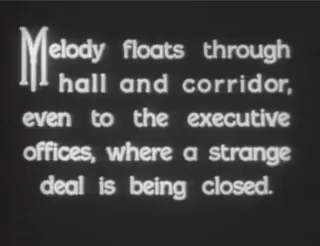 Melody floats through
hall and corridor,
even to the executive
offices, where a strange
deal is being closed.